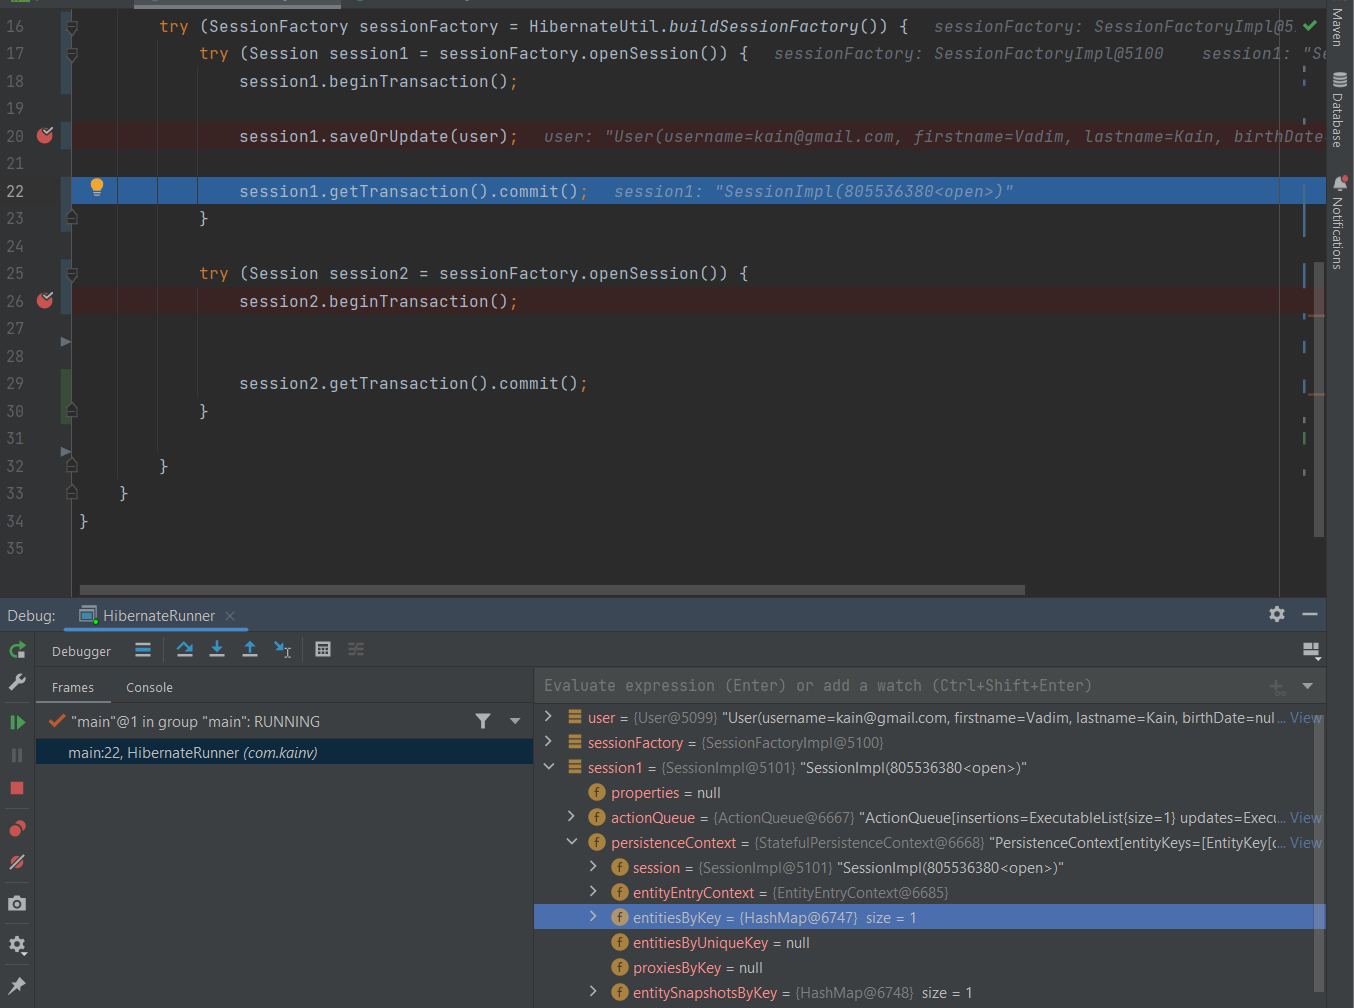 16 try (SessionFactory sessionFactory = HibernateUtil.buildSessionFactory()) { sessionFactory: SessionFactoryImpl@5
17 try (Session session1 = sessionFactory.openSession()) { sessionFactory: SessionFactoryImpl@5100 session1: "Se
18 session1.beginTransaction();
19
20 session1.saveOrUpdate(user); user: "User(username=kain@gmail.com, firstname=Vadim, lastname=Kain, birthDate=
21
22 session1.getTransaction().commit(); session1: "SessionImpl(805536380<open>)"
23 }
24
25 try (Session session2 = sessionFactory.openSession()) {
26 session2.beginTransaction();
27
28
29 session2.getTransaction().commit();
30 }
31
32 }
33 }
34 }
35
Maven
Database
Notifications
Debug: HibernateRunner
Debugger
Frames Console
Evaluate expression (Enter) or add a watch (Ctrl+Shift+Enter)
"main"@1 in group "main": RUNNING
main:22, HibernateRunner (com.kainv)
user = {User@5099} "User(username=kain@gmail.com, firstname=Vadim, lastname=Kain, birthDate=nul... View
sessionFactory = {SessionFactoryImpl@5100}
session1 = {SessionImpl@5101} "SessionImpl(805536380<open>)"
f properties = null
f actionQueue = {ActionQueue@6667} "ActionQueue[insertions=ExecutableList{size=1} updates=Execu... View
f persistenceContext = {StatefulPersistenceContext@6668} "PersistenceContext[entityKeys=[EntityKey[c... View
f session = {SessionImpl@5101} "SessionImpl(805536380<open>)"
f entityEntryContext = {EntityEntryContext@6685}
f entitiesByKey = {HashMap@6747} size = 1
f entitiesByUniqueKey = null
f proxiesByKey = null
f entitySnapshotsByKey = {HashMap@6748} size = 1